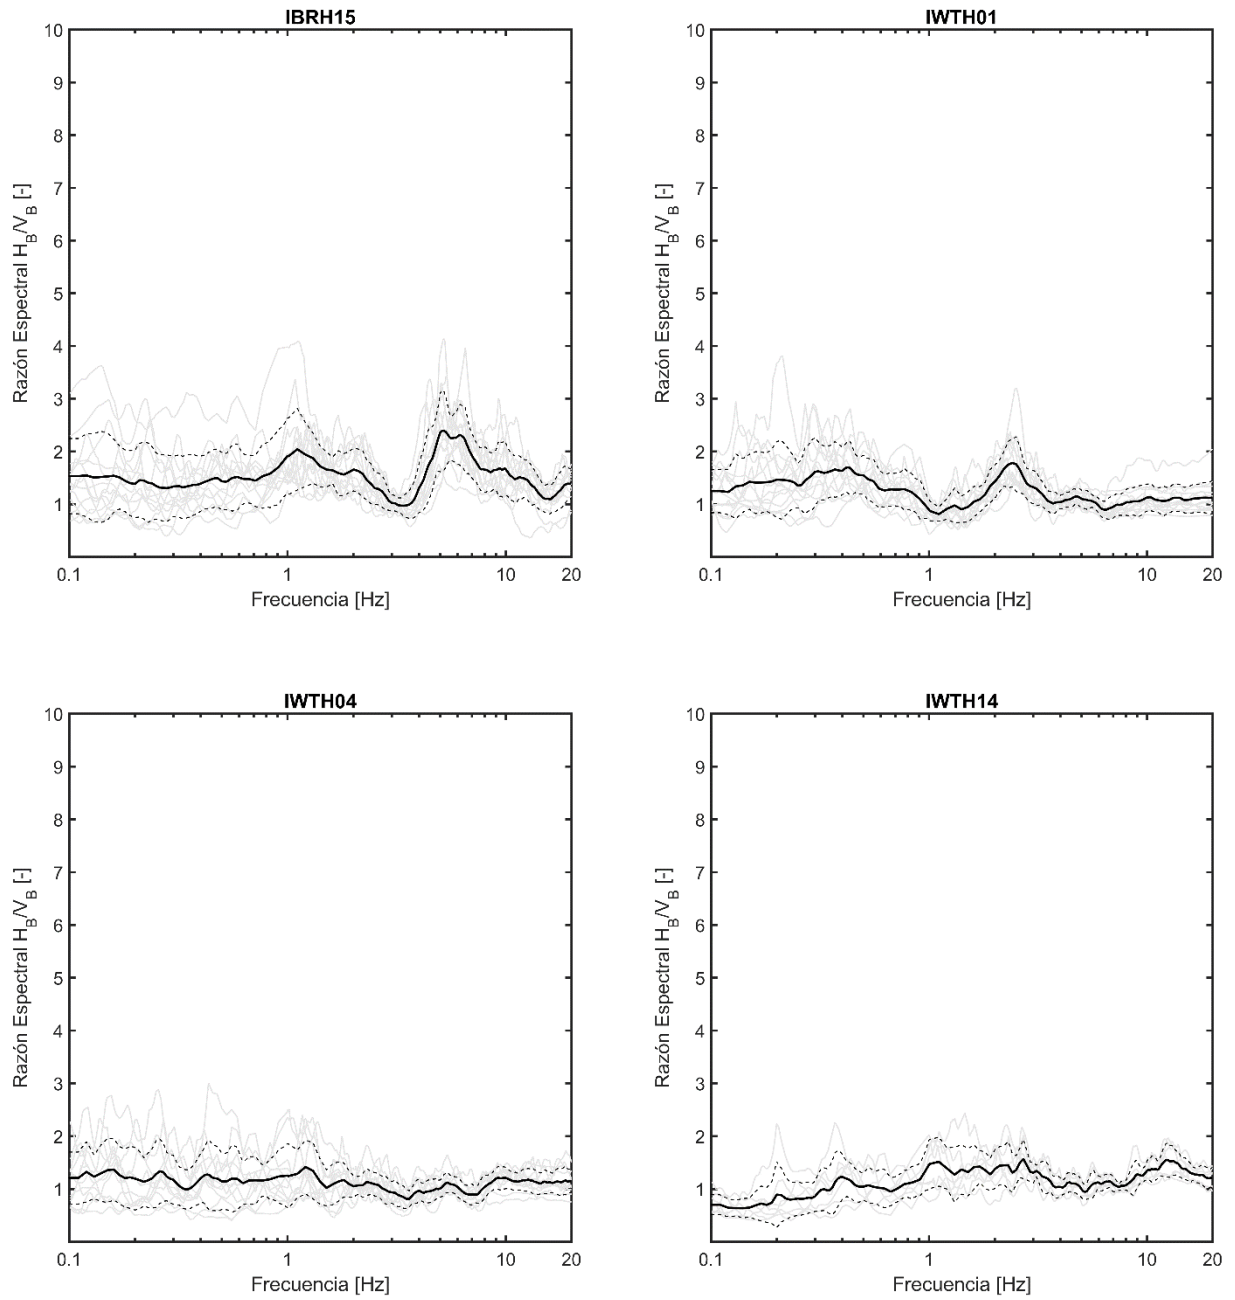 IBRH15
10
9
8
7
6
5
4
3
2
1
Razón Espectral H_B/V_B [-]
0.1 1 10 20
Frecuencia [Hz]
IWTH01
10
9
8
7
6
5
4
3
2
1
Razón Espectral H_B/V_B [-]
0.1 1 10 20
Frecuencia [Hz]
IWTH04
10
9
8
7
6
5
4
3
2
1
Razón Espectral H_B/V_B [-]
0.1 1 10 20
Frecuencia [Hz]
IWTH14
10
9
8
7
6
5
4
3
2
1
Razón Espectral H_B/V_B [-]
0.1 1 10 20
Frecuencia [Hz]